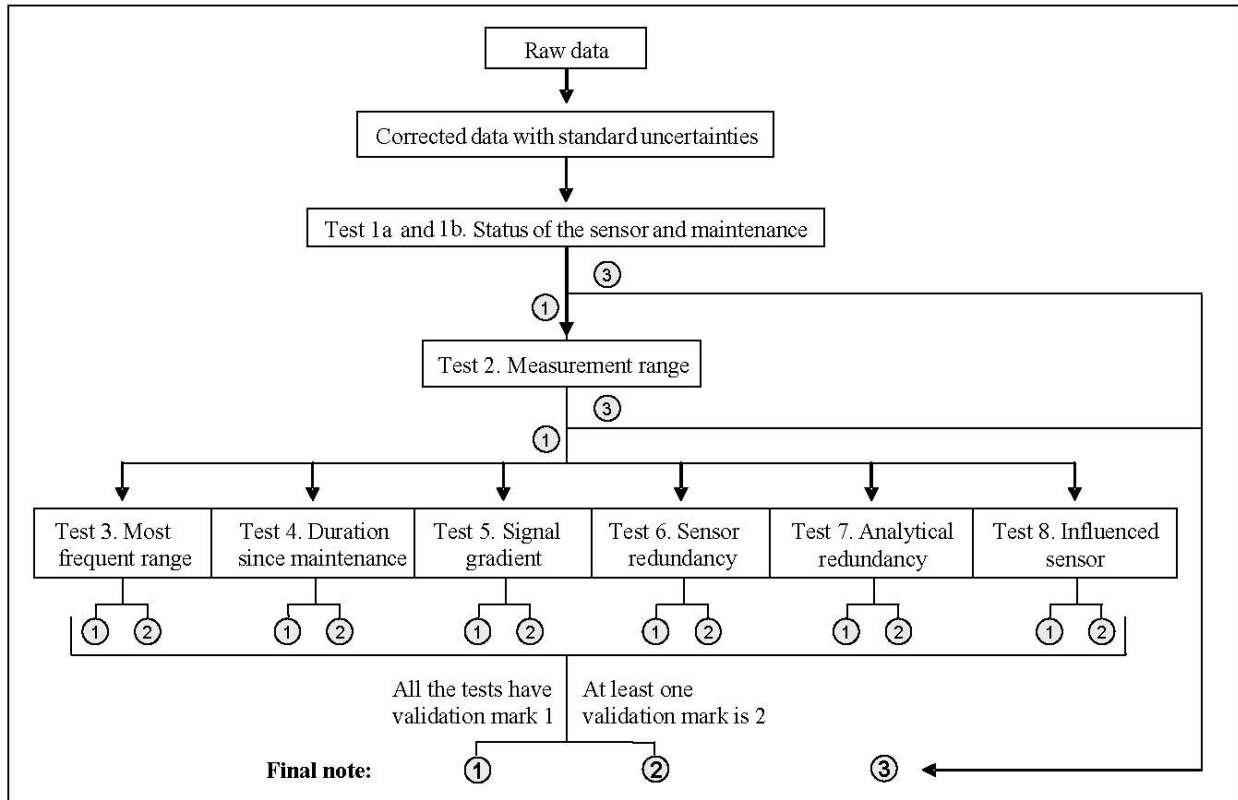 Raw data
Corrected data with standard uncertainties
Test 1a and 1b. Status of the sensor and maintenance
3
1
Test 2. Measurement range
3
1
Test 3. Most
frequent range
Test 4. Duration
since maintenance
Test 5. Signal
gradient
Test 6. Sensor
redundancy
Test 7. Analytical
redundancy
Test 8. Influenced
sensor
1 2 1 2 1 2 1 2 1 2 1 2
All the tests have
validation mark 1
At least one
validation mark is 2
Final note: 1 2 3